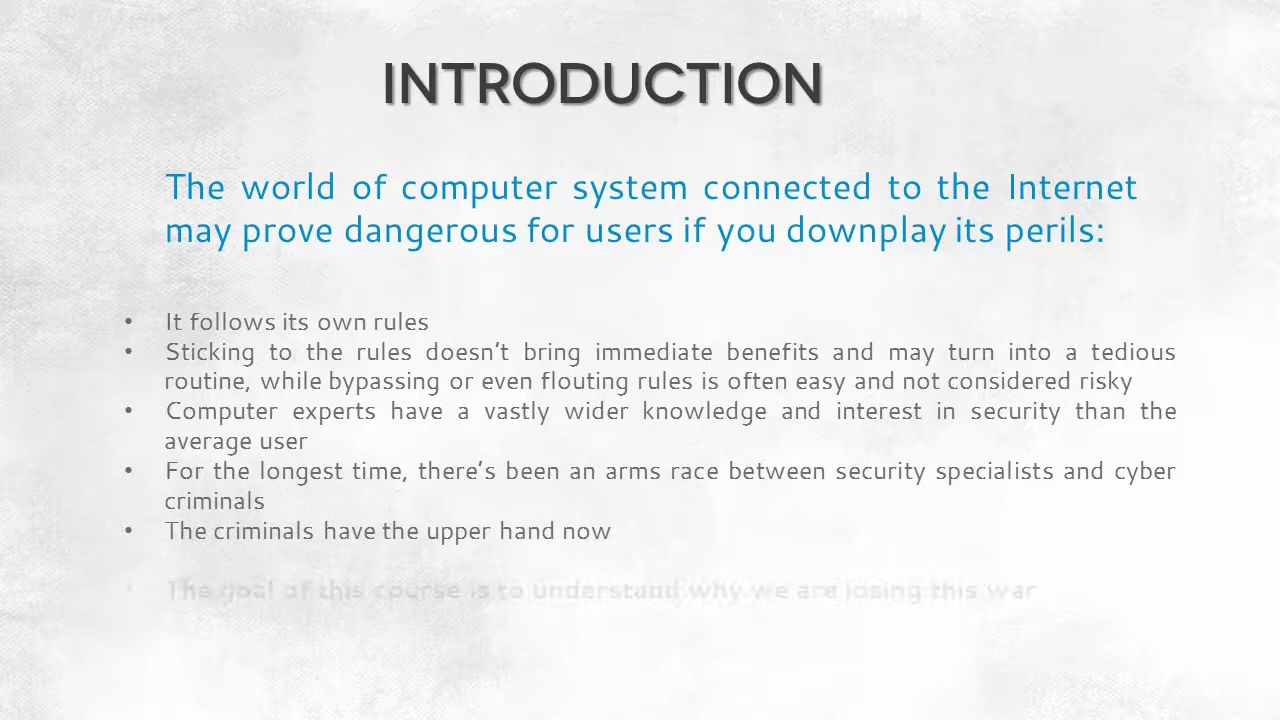 INTRODUCTION
The world of computer system connected to the Internet
may prove dangerous for users if you downplay its perils:
• It follows its own rules
• Sticking to the rules doesn't bring immediate benefits and may turn into a tedious
routine, while bypassing or even flouting rules is often easy and not considered risky
• Computer experts have a vastly wider knowledge and interest in security than the
average user
• For the longest time, there's been an arms race between security specialists and cyber
criminals
• The criminals have the upper hand now
• The goal of this course is to understand why we are losing this war